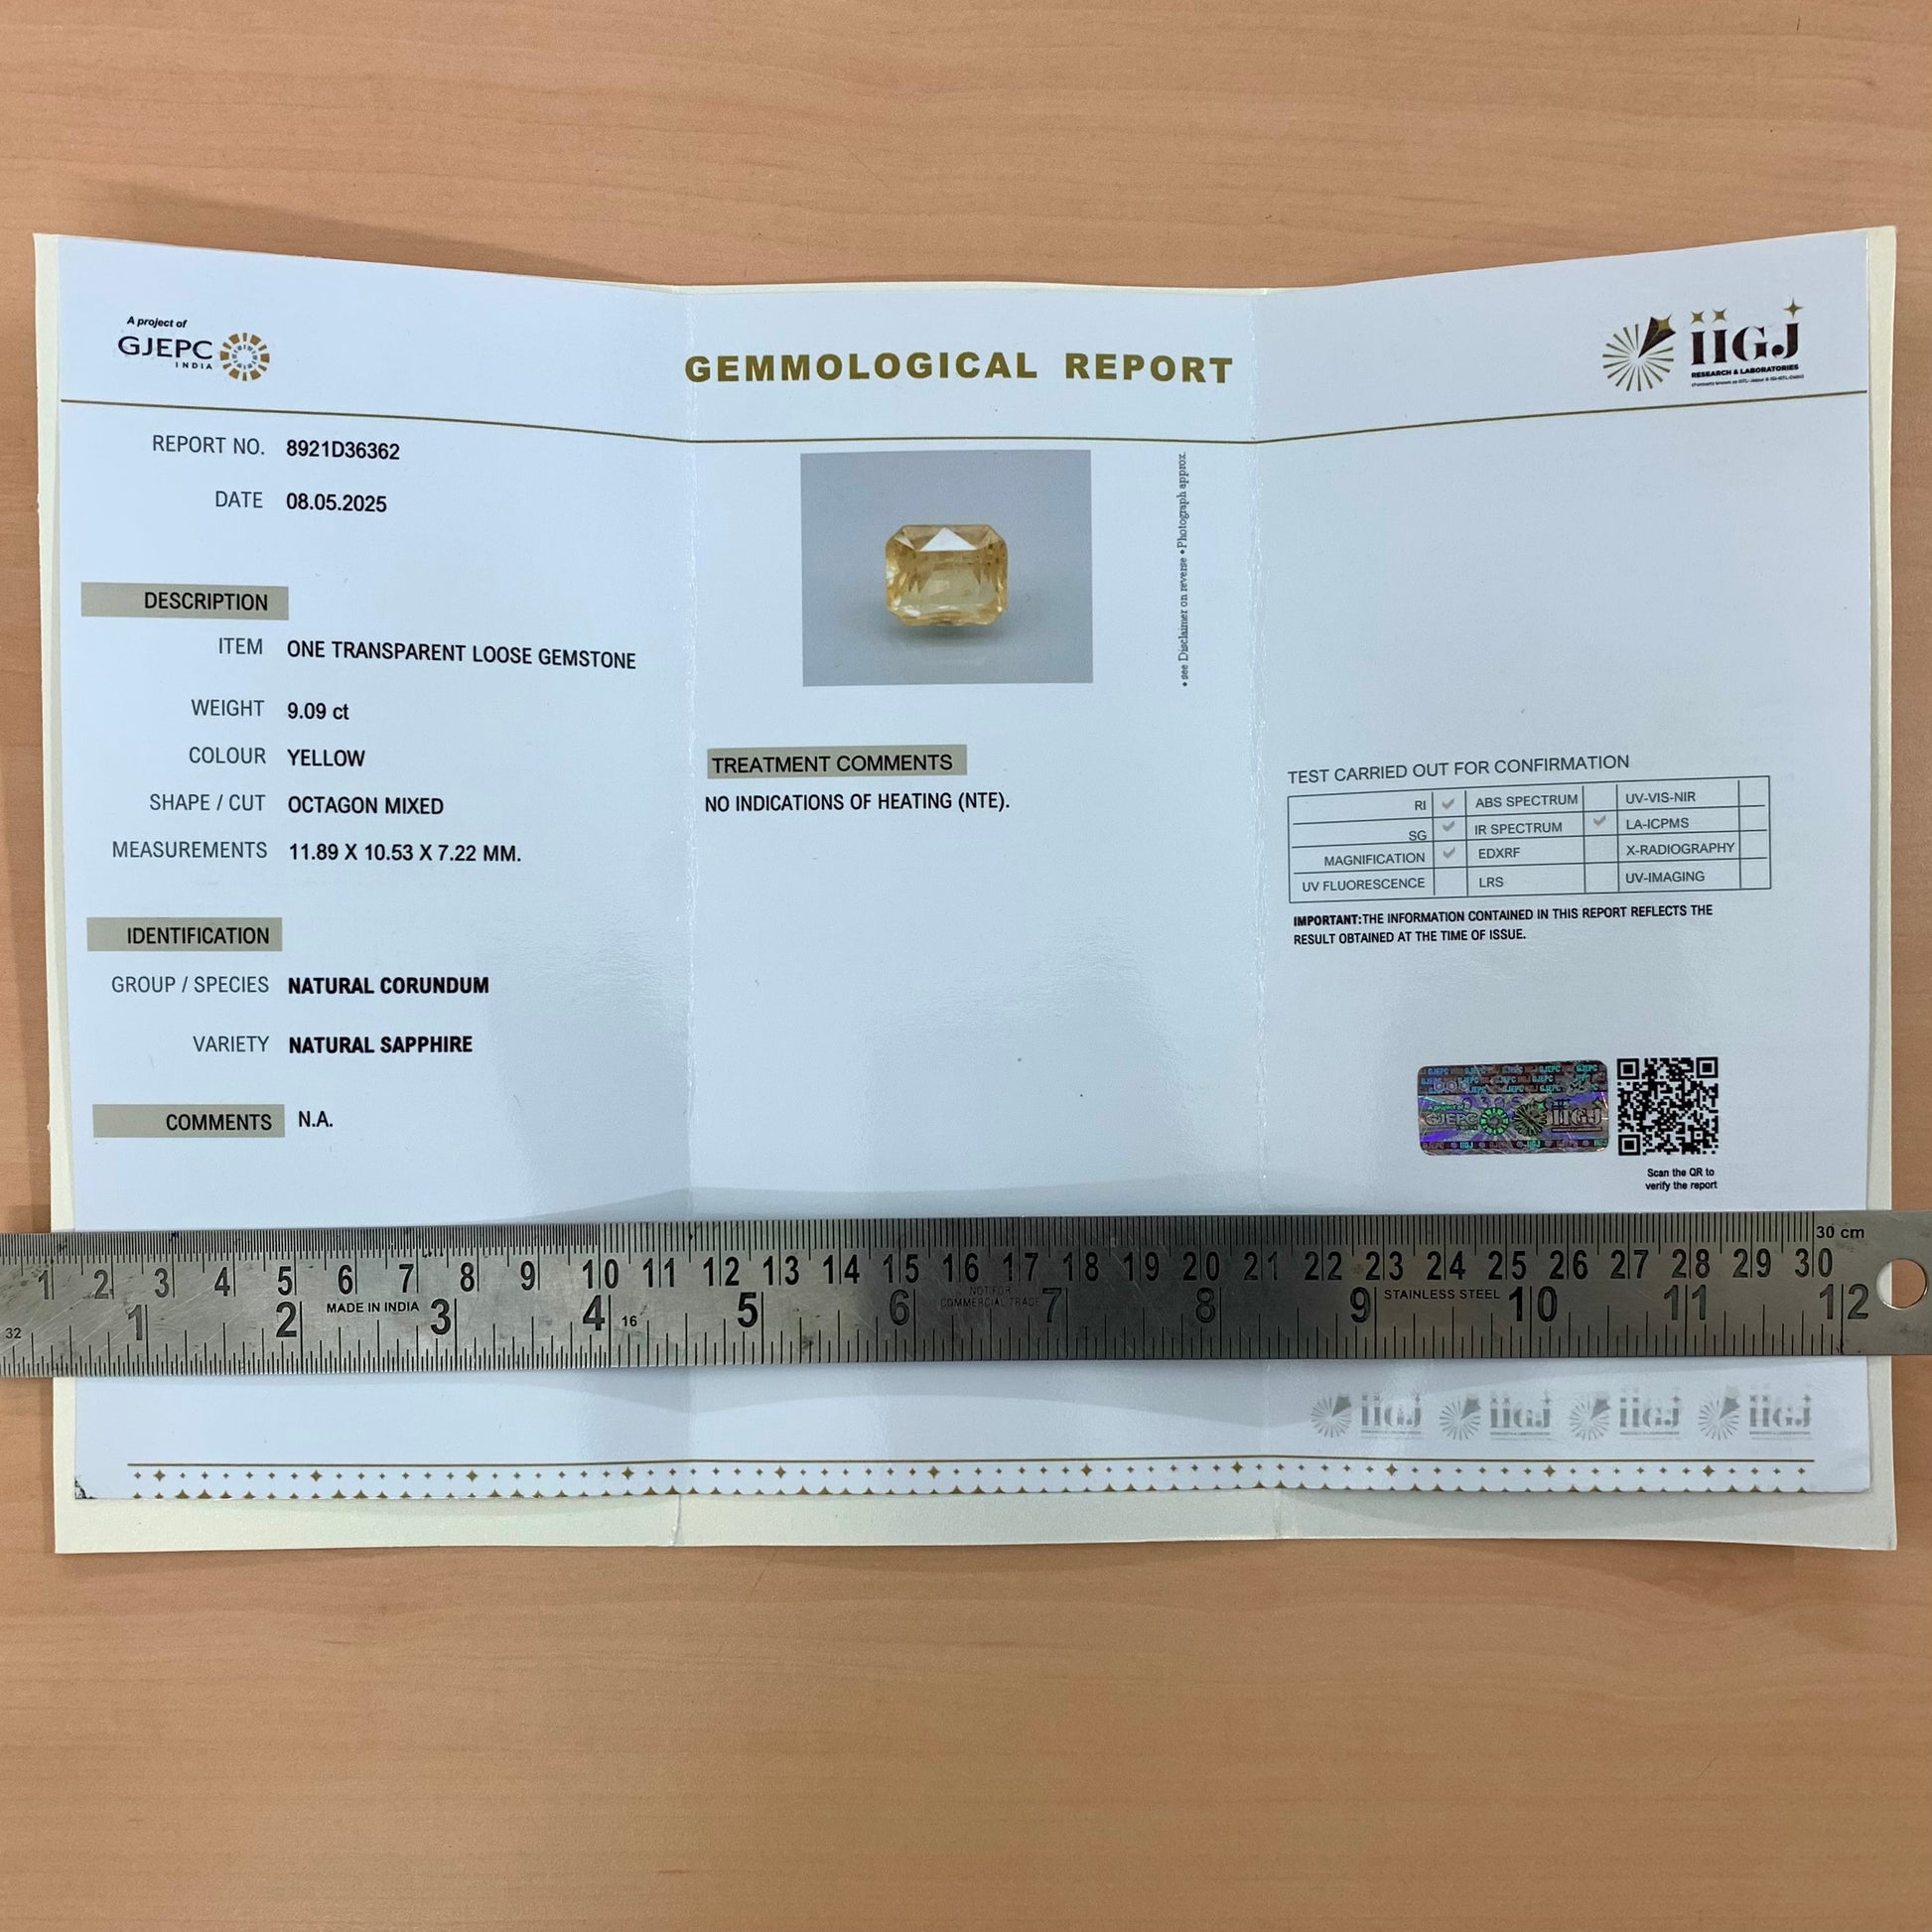 A project of
GJEPC
INDIA
GEMMOLOGICAL REPORT
IIGJ
RESEARCH & LABORATORIES
REPORT NO. 8921D36362
DATE 08.05.2025
DESCRIPTION
ITEM ONE TRANSPARENT LOOSE GEMSTONE
WEIGHT 9.09 ct
COLOUR YELLOW
SHAPE / CUT OCTAGON MIXED
MEASUREMENTS 11.89 X 10.53 X 7.22 MM.
IDENTIFICATION
GROUP / SPECIES NATURAL CORUNDUM
VARIETY NATURAL SAPPHIRE
COMMENTS N.A.
• see Disclaimer on reverse • Photograph approx.
TREATMENT COMMENTS
NO INDICATIONS OF HEATING (NTE).
TEST CARRIED OUT FOR CONFIRMATION
RI ✓ ABS SPECTRUM UV-VIS-NIR
SG ✓ IR SPECTRUM ✓ LA-ICPMS
MAGNIFICATION ✓ EDXRF X-RADIOGRAPHY
UV FLUORESCENCE LRS UV-IMAGING
IMPORTANT:THE INFORMATION CONTAINED IN THIS REPORT REFLECTS THE
RESULT OBTAINED AT THE TIME OF ISSUE.
A project of
GJEPC IIGJ
Scan the QR to
verify the report
30 cm
1 2 3 4 5 6 7 8 9 10 11 12 13 14 15 16 17 18 19 20 21 22 23 24 25 26 27 28 29 30
MADE IN INDIA
NOT FOR
COMMERCIAL TRADE
STAINLESS STEEL
32 1 2 3 4 16 5 6 7 8 9 10 11 12
IIGJ IIGJ IIGJ IIGJ